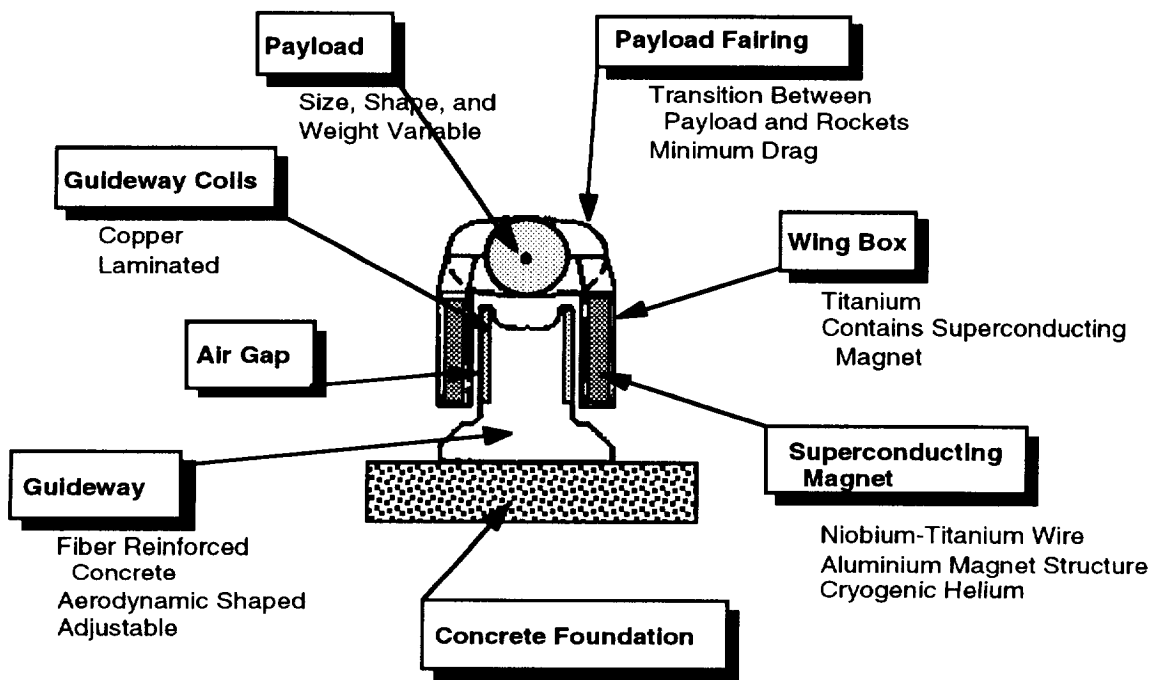 Payload
Size, Shape, and
Weight Variable
Payload Fairing
Transition Between
Payload and Rockets
Minimum Drag
Guideway Coils
Copper
Laminated
Wing Box
Titanium
Contains Superconducting
Magnet
Air Gap
Superconducting
Magnet
Niobium-Titanium Wire
Aluminium Magnet Structure
Cryogenic Helium
Guideway
Fiber Reinforced
Concrete
Aerodynamic Shaped
Adjustable
Concrete Foundation